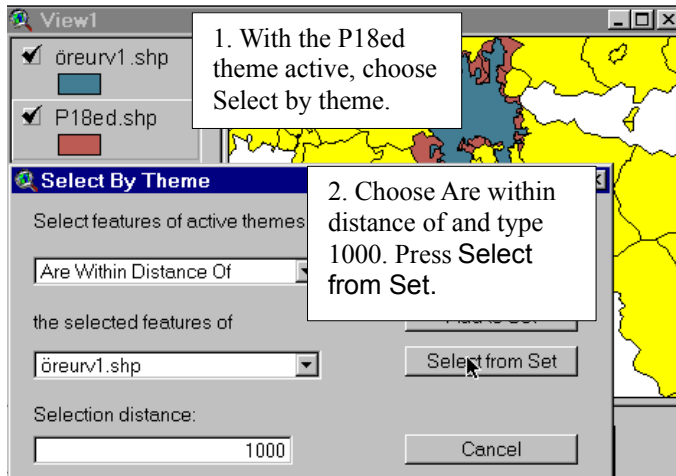 View1
öreurv1.shp
P18ed.shp
1. With the P18ed
theme active, choose
Select by theme.
Select By Theme
Select features of active themes
Are Within Distance Of
the selected features of
öreurv1.shp
Selection distance:
1000
2. Choose Are within
distance of and type
1000. Press Select
from Set.
Select from Set
Cancel